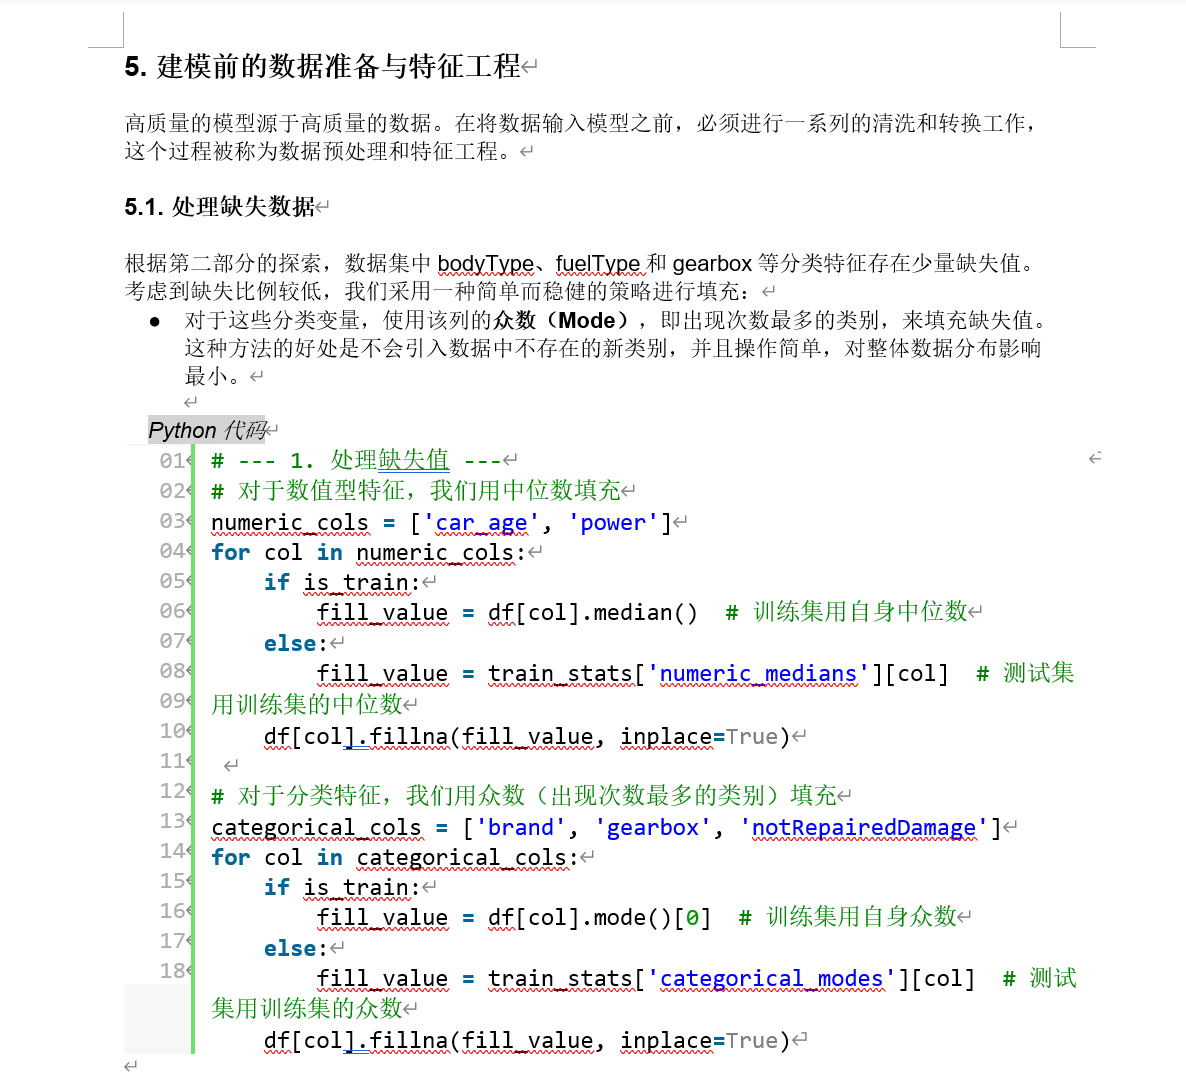 5. 建模前的数据准备与特征工程↵
高质量的模型源于高质量的数据。在将数据输入模型之前，必须进行一系列的清洗和转换工作，
这个过程被称为数据预处理和特征工程。↵
5.1. 处理缺失数据↵
根据第二部分的探索，数据集中 bodyType、fuelType 和 gearbox 等分类特征存在少量缺失值。
考虑到缺失比例较低，我们采用一种简单而稳健的策略进行填充：↵
● 对于这些分类变量，使用该列的众数（Mode），即出现次数最多的类别，来填充缺失值。
这种方法的好处是不会引入数据中不存在的新类别，并且操作简单，对整体数据分布影响
最小。↵
↵
Python 代码↵
01 # --- 1. 处理缺失值 ---↵
02 # 对于数值型特征，我们用中位数填充↵
03 numeric_cols = ['car_age', 'power']↵
04 for col in numeric_cols:↵
05     if is_train:↵
06         fill_value = df[col].median()  # 训练集用自身中位数↵
07     else:↵
08         fill_value = train_stats['numeric_medians'][col]  # 测试集
09 用训练集的中位数↵
10     df[col].fillna(fill_value, inplace=True)↵
11 ↵
12 # 对于分类特征，我们用众数（出现次数最多的类别）填充↵
13 categorical_cols = ['brand', 'gearbox', 'notRepairedDamage']↵
14 for col in categorical_cols:↵
15     if is_train:↵
16         fill_value = df[col].mode()[0]  # 训练集用自身众数↵
17     else:↵
18         fill_value = train_stats['categorical_modes'][col]  # 测试
集用训练集的众数↵
    df[col].fillna(fill_value, inplace=True)↵
↵